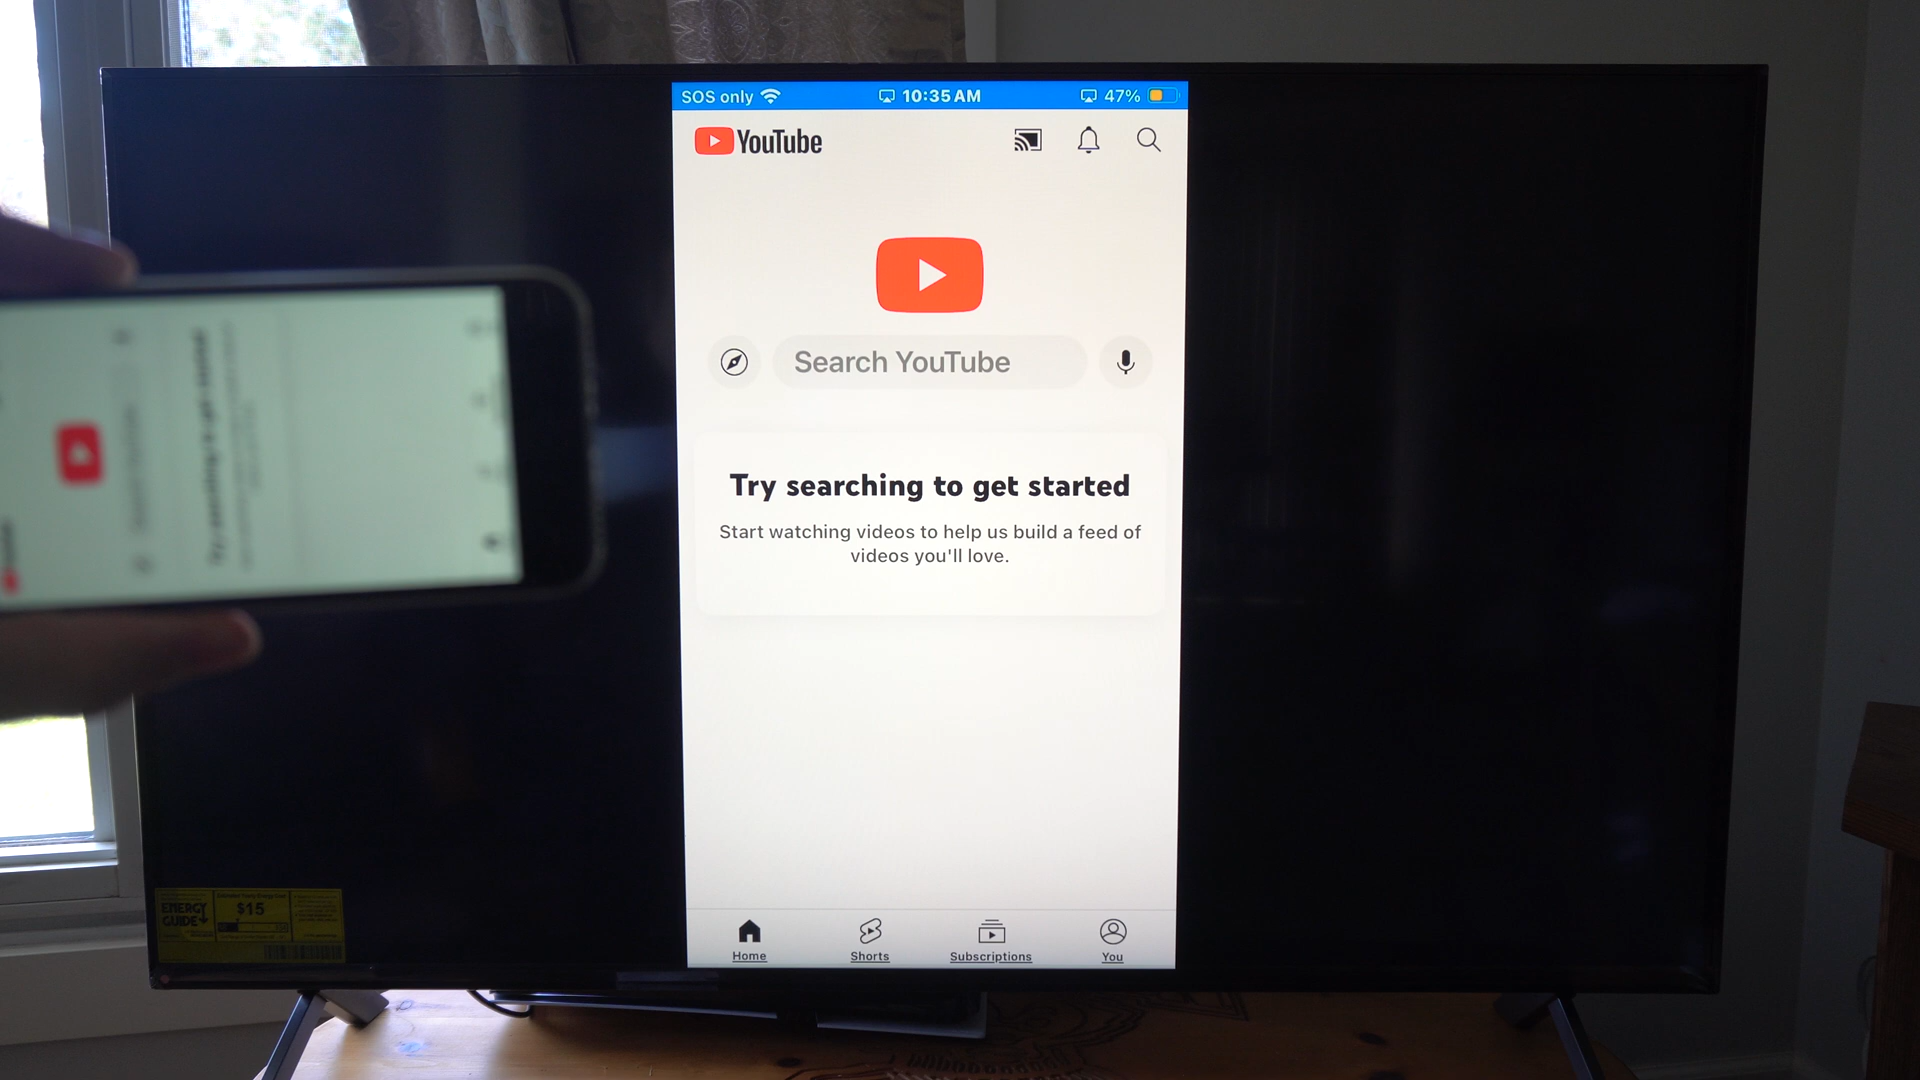 SOS only 10:35 AM 47%
YouTube
Search YouTube
Try searching to get started
Start watching videos to help us build a feed of
videos you'll love.
Home Shorts Subscriptions You
ENERGY
GUIDE
$15